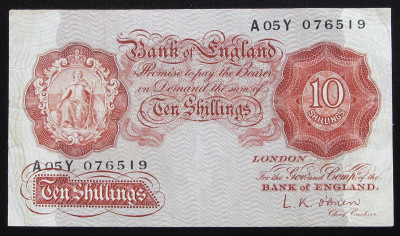 A05Y 076519
Bank of England
Promise to pay the Bearer
on Demand the sum of
Ten Shillings
10
SHILLINGS
A05Y 076519
LONDON
For the Govr and Compa of the
BANK OF ENGLAND.
Ten Shillings
L.K. O'Brien
Chief Cashier